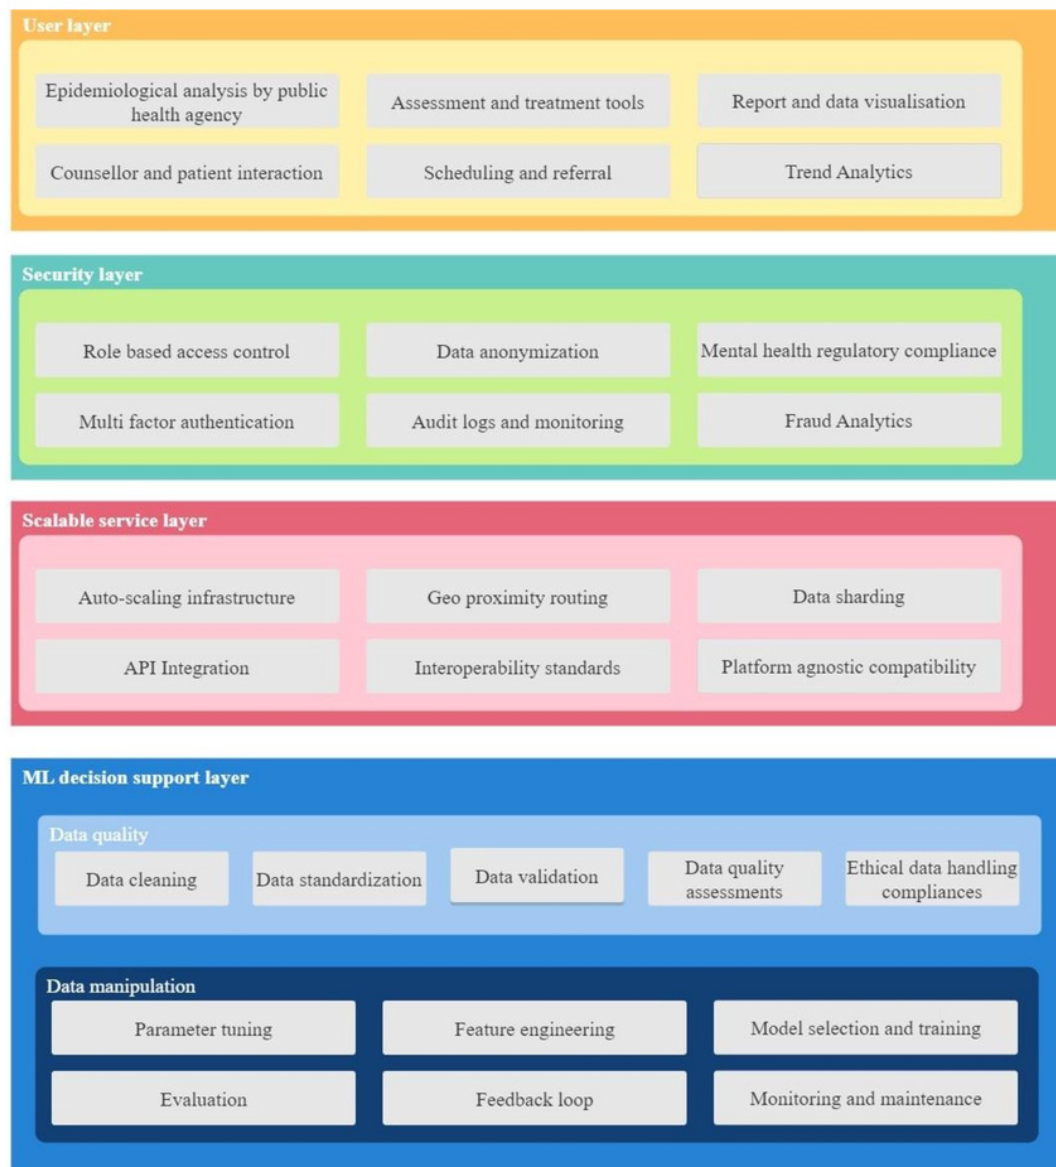 User layer
Epidemiological analysis by public
health agency
Assessment and treatment tools
Report and data visualisation
Counsellor and patient interaction
Scheduling and referral
Trend Analytics
Security layer
Role based access control
Data anonymization
Mental health regulatory compliance
Multi factor authentication
Audit logs and monitoring
Fraud Analytics
Scalable service layer
Auto-scaling infrastructure
Geo proximity routing
Data sharding
API Integration
Interoperability standards
Platform agnostic compatibility
ML decision support layer
Data quality
Data cleaning
Data standardization
Data validation
Data quality
assessments
Ethical data handling
compliances
Data manipulation
Parameter tuning
Feature engineering
Model selection and training
Evaluation
Feedback loop
Monitoring and maintenance